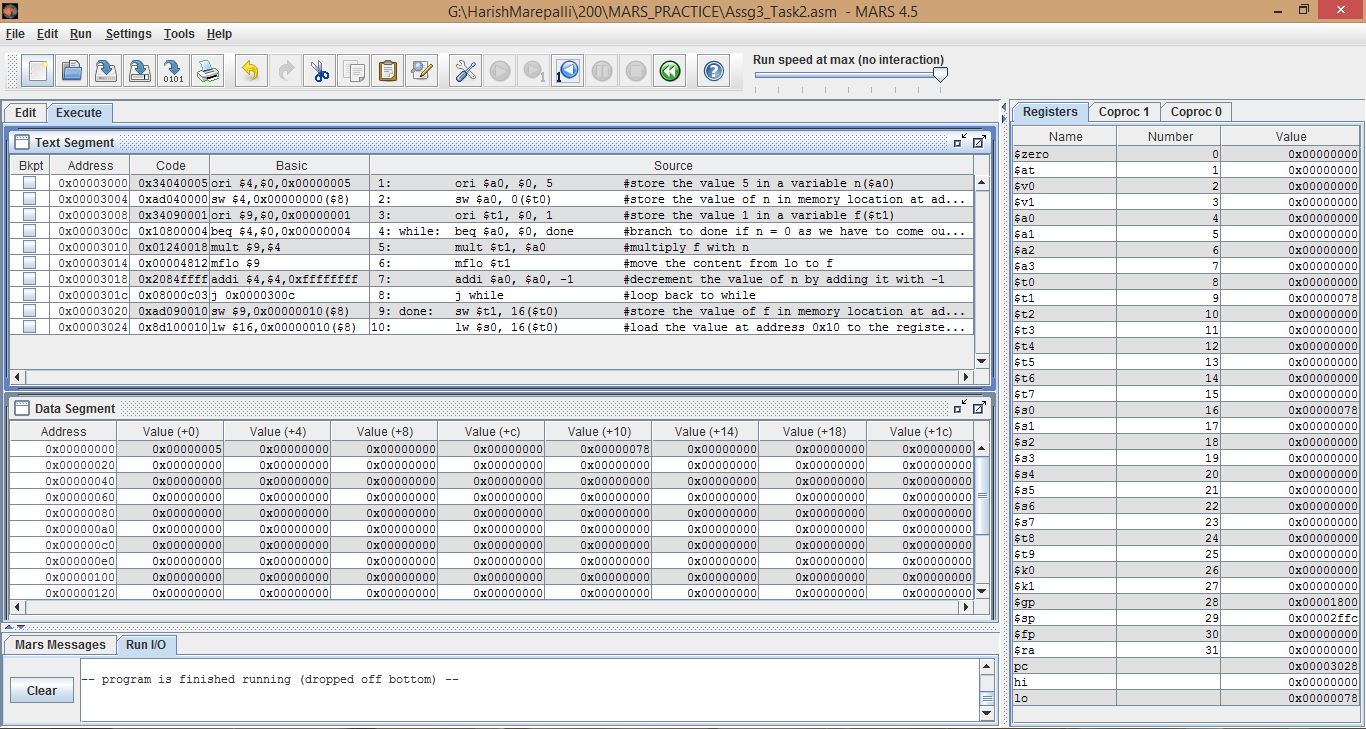 G:\HarishMarepalli\200\MARS_PRACTICE\Assg3_Task2.asm - MARS 4.5
File Edit Run Settings Tools Help
Run speed at max (no interaction)
Edit Execute
Text Segment
Bkpt Address Code Basic Source
0x00003000 0x34040005 ori $4,$0,0x00000005 1: ori $a0, $0, 5 #store the value 5 in a variable n($a0)
0x00003004 0xad040000 sw $4,0x00000000($8) 2: sw $a0, 0($t0) #store the value of n in memory location at ad...
0x00003008 0x34090001 ori $9,$0,0x00000001 3: ori $t1, $0, 1 #store the value 1 in a variable f($t1)
0x0000300c 0x10800004 beq $4,$0,0x00000004 4: while: beq $a0, $0, done #branch to done if n = 0 as we have to come ou...
0x00003010 0x01240018 mult $9,$4 5: mult $t1, $a0 #multiply f with n
0x00003014 0x00004812 mflo $9 6: mflo $t1 #move the content from lo to f
0x00003018 0x2084ffff addi $4,$4,0xffffffff 7: addi $a0, $a0, -1 #decrement the value of n by adding it with -1
0x0000301c 0x08000c03 j 0x0000300c 8: j while #loop back to while
0x00003020 0xad090010 sw $9,0x00000010($8) 9: done: sw $t1, 16($t0) #store the value of f in memory location at ad...
0x00003024 0x8d100010 lw $16,0x00000010($8) 10: lw $s0, 16($t0) #load the value at address 0x10 to the registe...
Data Segment
Address Value (+0) Value (+4) Value (+8) Value (+c) Value (+10) Value (+14) Value (+18) Value (+1c)
0x00000000 0x00000005 0x00000000 0x00000000 0x00000000 0x00000078 0x00000000 0x00000000 0x00000000
0x00000020 0x00000000 0x00000000 0x00000000 0x00000000 0x00000000 0x00000000 0x00000000 0x00000000
0x00000040 0x00000000 0x00000000 0x00000000 0x00000000 0x00000000 0x00000000 0x00000000 0x00000000
0x00000060 0x00000000 0x00000000 0x00000000 0x00000000 0x00000000 0x00000000 0x00000000 0x00000000
0x00000080 0x00000000 0x00000000 0x00000000 0x00000000 0x00000000 0x00000000 0x00000000 0x00000000
0x000000a0 0x00000000 0x00000000 0x00000000 0x00000000 0x00000000 0x00000000 0x00000000 0x00000000
0x000000c0 0x00000000 0x00000000 0x00000000 0x00000000 0x00000000 0x00000000 0x00000000 0x00000000
0x000000e0 0x00000000 0x00000000 0x00000000 0x00000000 0x00000000 0x00000000 0x00000000 0x00000000
0x00000100 0x00000000 0x00000000 0x00000000 0x00000000 0x00000000 0x00000000 0x00000000 0x00000000
0x00000120 0x00000000 0x00000000 0x00000000 0x00000000 0x00000000 0x00000000 0x00000000 0x00000000
Mars Messages Run I/O
Clear
-- program is finished running (dropped off bottom) --
Registers Coproc 1 Coproc 0
Name Number Value
$zero 0 0x00000000
$at 1 0x00000000
$v0 2 0x00000000
$v1 3 0x00000000
$a0 4 0x00000000
$a1 5 0x00000000
$a2 6 0x00000000
$a3 7 0x00000000
$t0 8 0x00000000
$t1 9 0x00000078
$t2 10 0x00000000
$t3 11 0x00000000
$t4 12 0x00000000
$t5 13 0x00000000
$t6 14 0x00000000
$t7 15 0x00000000
$s0 16 0x00000078
$s1 17 0x00000000
$s2 18 0x00000000
$s3 19 0x00000000
$s4 20 0x00000000
$s5 21 0x00000000
$s6 22 0x00000000
$s7 23 0x00000000
$t8 24 0x00000000
$t9 25 0x00000000
$k0 26 0x00000000
$k1 27 0x00000000
$gp 28 0x00001800
$sp 29 0x00002ffc
$fp 30 0x00000000
$ra 31 0x00000000
pc 0x00003028
hi 0x00000000
lo 0x00000078